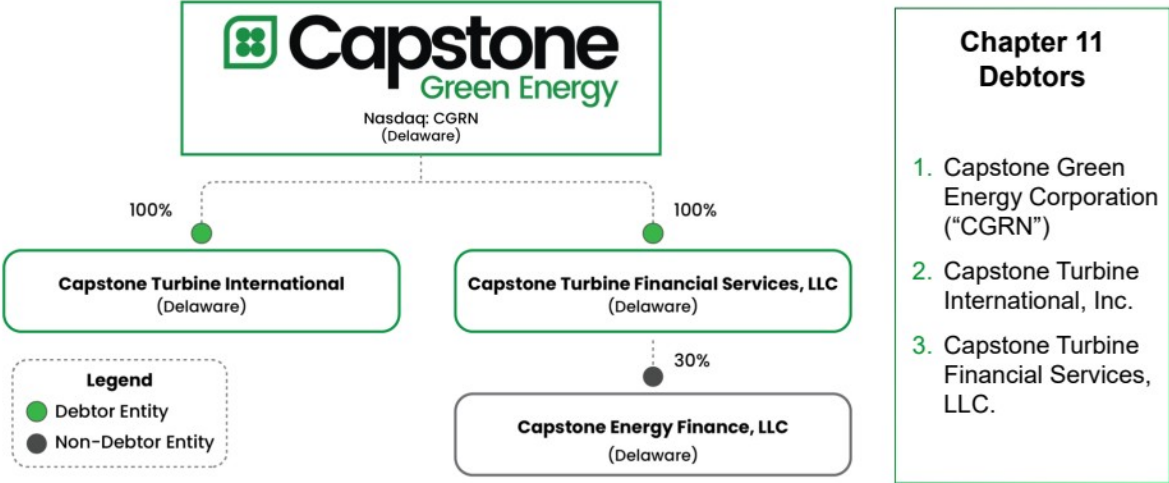 Capstone
Green Energy
Nasdaq: CGRN
(Delaware)
100%
100%
Capstone Turbine International
(Delaware)
Capstone Turbine Financial Services, LLC
(Delaware)
30%
Capstone Energy Finance, LLC
(Delaware)
Legend
Debtor Entity
Non-Debtor Entity
Chapter 11
Debtors
1. Capstone Green
Energy Corporation
(“CGRN”)
2. Capstone Turbine
International, Inc.
3. Capstone Turbine
Financial Services,
LLC.